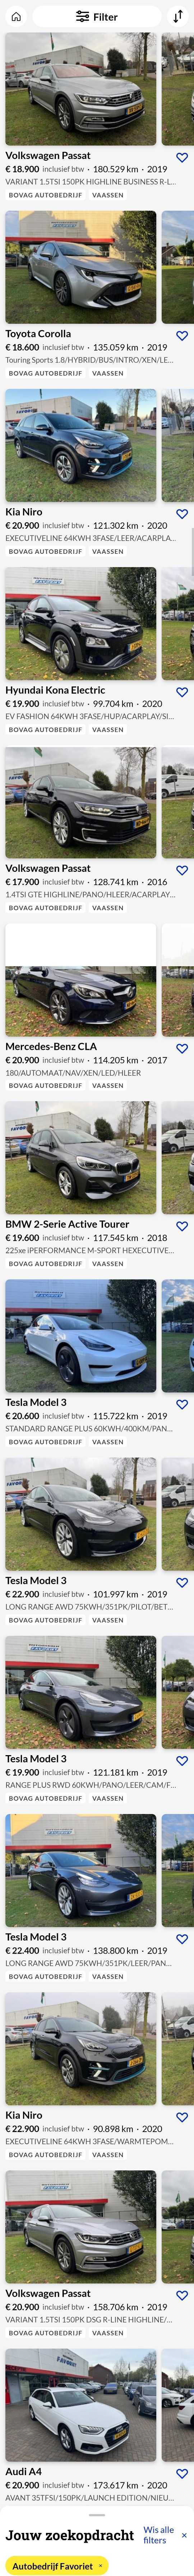 Filter
Volkswagen Passat
€ 18.900 inclusief btw · 180.529 km · 2019
VARIANT 1.5TSI 150PK HIGHLINE BUSINESS R-L...
BOVAG AUTOBEDRIJF VAASSEN
Toyota Corolla
€ 18.600 inclusief btw · 135.059 km · 2019
Touring Sports 1.8/HYBRID/BUS/INTRO/XEN/LE...
BOVAG AUTOBEDRIJF VAASSEN
Kia Niro
€ 20.900 inclusief btw · 121.302 km · 2020
EXECUTIVELINE 64KWH 3FASE/LEER/ACARPLA...
BOVAG AUTOBEDRIJF VAASSEN
Hyundai Kona Electric
€ 19.900 inclusief btw · 99.704 km · 2020
EV FASHION 64KWH 3FASE/HUP/ACARPLAY/SI...
BOVAG AUTOBEDRIJF VAASSEN
Volkswagen Passat
€ 17.900 inclusief btw · 128.741 km · 2016
1.4TSI GTE HIGHLINE/PANO/HLEER/ACARPLAY...
BOVAG AUTOBEDRIJF VAASSEN
Mercedes-Benz CLA
€ 20.900 inclusief btw · 114.205 km · 2017
180/AUTOMAAT/NAV/XEN/LED/HLEER
BOVAG AUTOBEDRIJF VAASSEN
BMW 2-Serie Active Tourer
€ 19.600 inclusief btw · 117.545 km · 2018
225xe iPERFORMANCE M-SPORT HEXECUTIVE...
BOVAG AUTOBEDRIJF VAASSEN
Tesla Model 3
€ 20.600 inclusief btw · 115.722 km · 2019
STANDARD RANGE PLUS 60KWH/400KM/PAN...
BOVAG AUTOBEDRIJF VAASSEN
Tesla Model 3
€ 22.900 inclusief btw · 101.997 km · 2019
LONG RANGE AWD 75KWH/351PK/PILOT/BET...
BOVAG AUTOBEDRIJF VAASSEN
Tesla Model 3
€ 19.900 inclusief btw · 121.181 km · 2019
RANGE PLUS RWD 60KWH/PANO/LEER/CAM/F...
BOVAG AUTOBEDRIJF VAASSEN
Tesla Model 3
€ 22.400 inclusief btw · 138.800 km · 2019
LONG RANGE AWD 75KWH/351PK/LEER/PAN...
BOVAG AUTOBEDRIJF VAASSEN
Kia Niro
€ 22.900 inclusief btw · 90.898 km · 2020
EXECUTIVELINE 64KWH 3FASE/WARMTEPOM...
BOVAG AUTOBEDRIJF VAASSEN
Volkswagen Passat
€ 20.900 inclusief btw · 158.706 km · 2019
VARIANT 1.5TSI 150PK DSG R-LINE HIGHLINE/...
BOVAG AUTOBEDRIJF VAASSEN
Audi A4
€ 20.900 inclusief btw · 173.617 km · 2020
AVANT 35TFSI/150PK/LAUNCH EDITION/NIEU...
Jouw zoekopdracht
Wis alle filters ×
Autobedrijf Favoriet ×